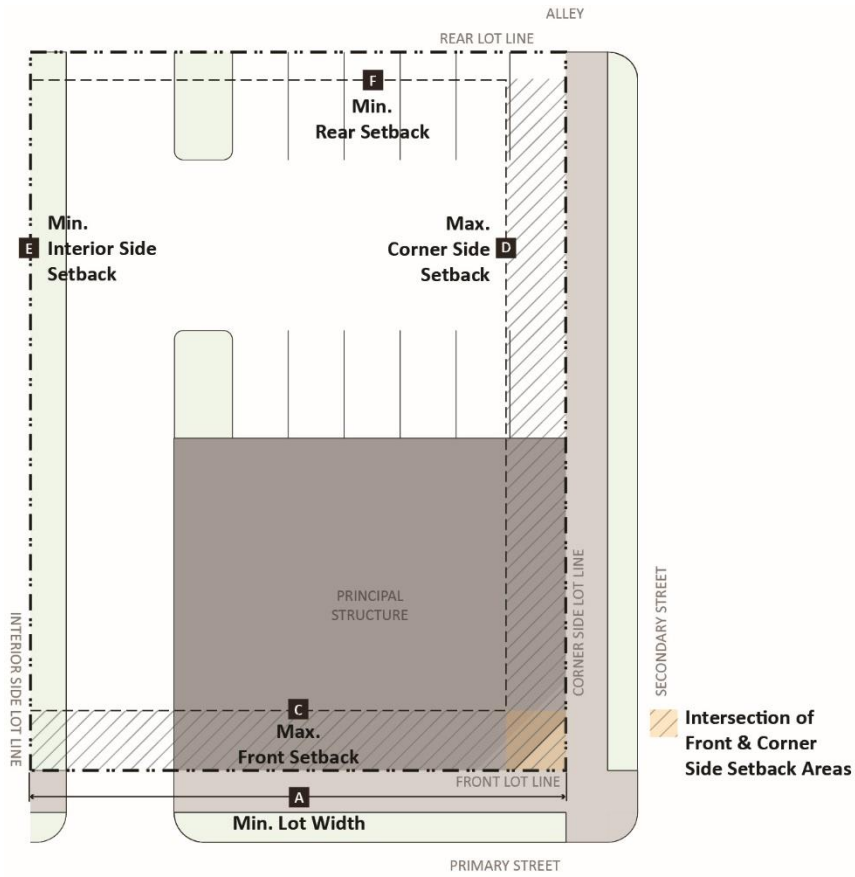 ALLEY
REAR LOT LINE
F
Min.
Rear Setback
E
Min.
Interior Side
Setback
Max.
Corner Side
Setback
D
PRINCIPAL
STRUCTURE
INTERIOR SIDE LOT LINE
CORNER SIDE LOT LINE
SECONDARY STREET
C
Max.
Front Setback
Intersection of
Front & Corner
Side Setback Areas
FRONT LOT LINE
A
Min. Lot Width
PRIMARY STREET